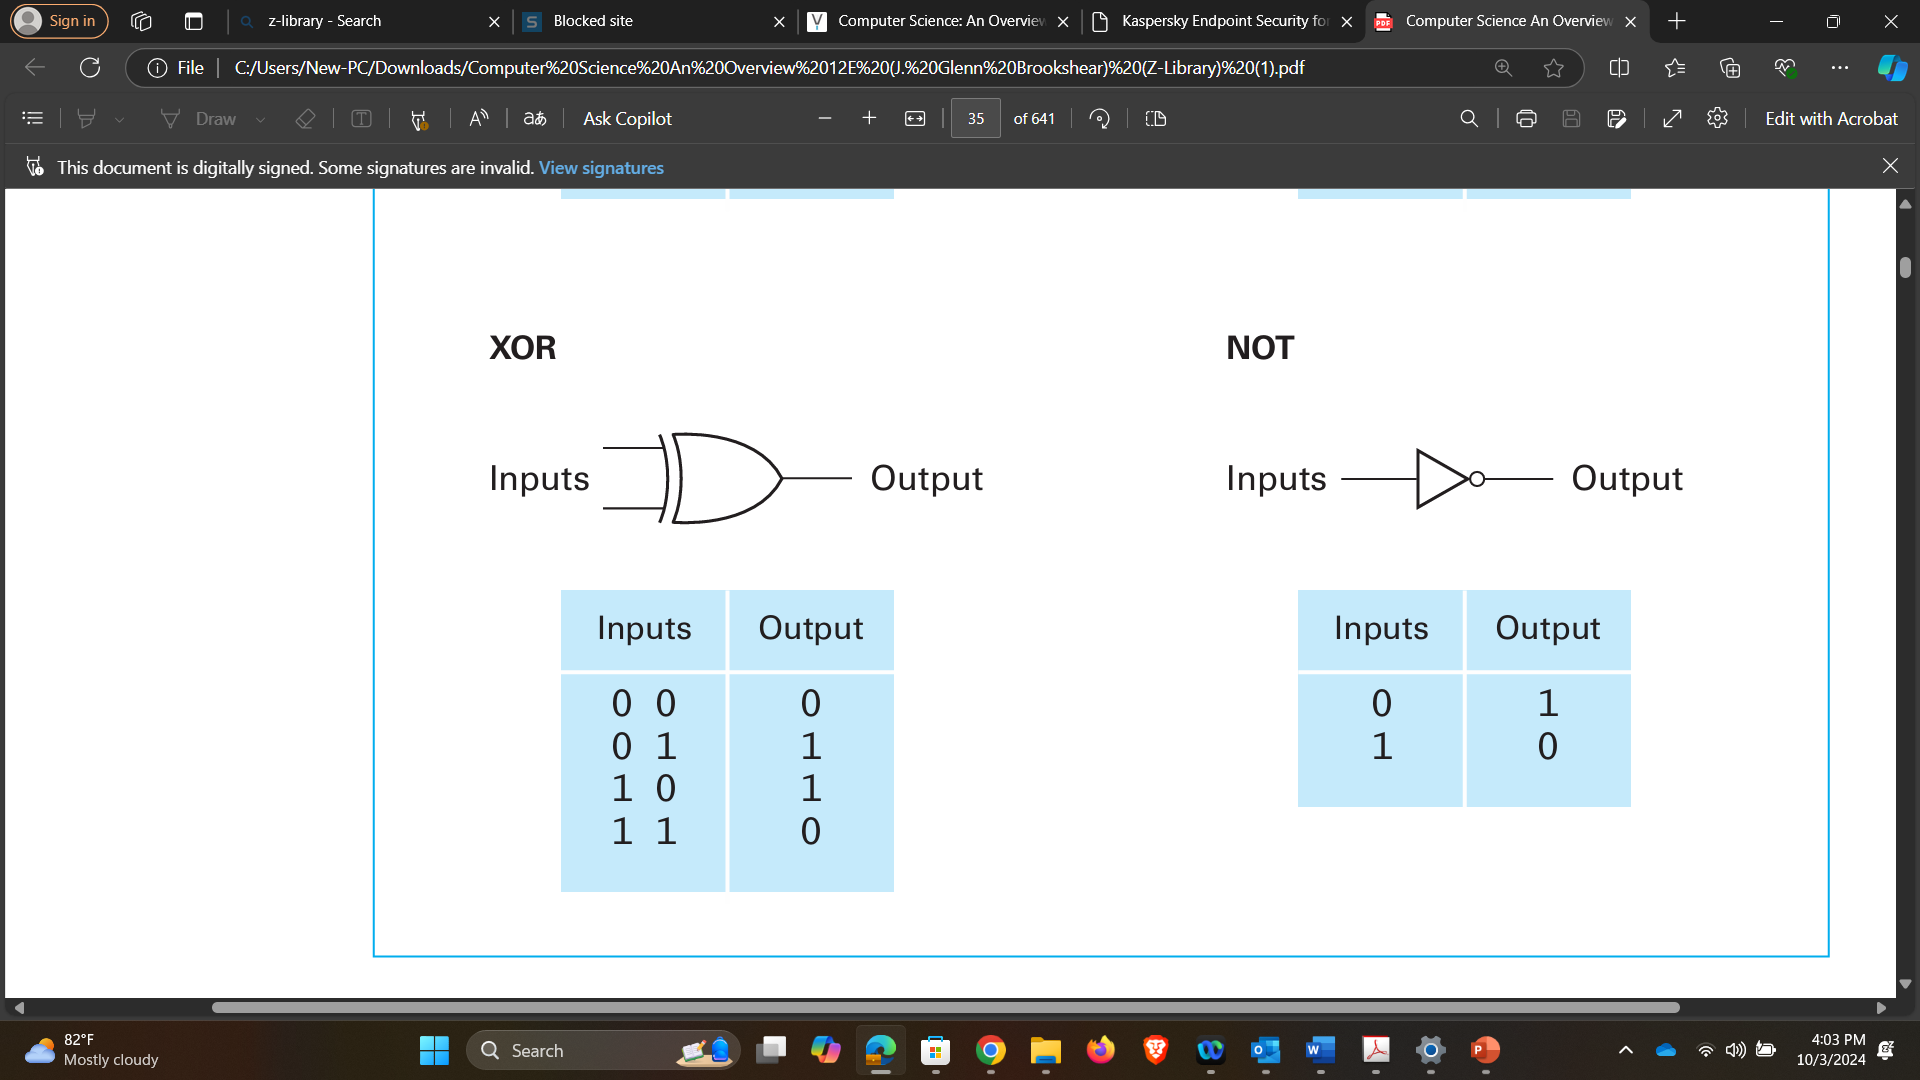 Sign in
z-library - Search
Blocked site
Computer Science: An Overview
Kaspersky Endpoint Security for
Computer Science An Overview
File
C:/Users/New-PC/Downloads/Computer%20Science%20An%20Overview%2012E%20(J.%20Glenn%20Brookshear)%20(Z-Library)%20(1).pdf
Draw
Ask Copilot
35
of 641
Edit with Acrobat
This document is digitally signed. Some signatures are invalid. View signatures
XOR
Inputs
Output
Inputs Output
0 0 0
0 1 1
1 0 1
1 1 0
NOT
Inputs
Output
Inputs Output
0 1
1 0
82°F
Mostly cloudy
Search
4:03 PM
10/3/2024